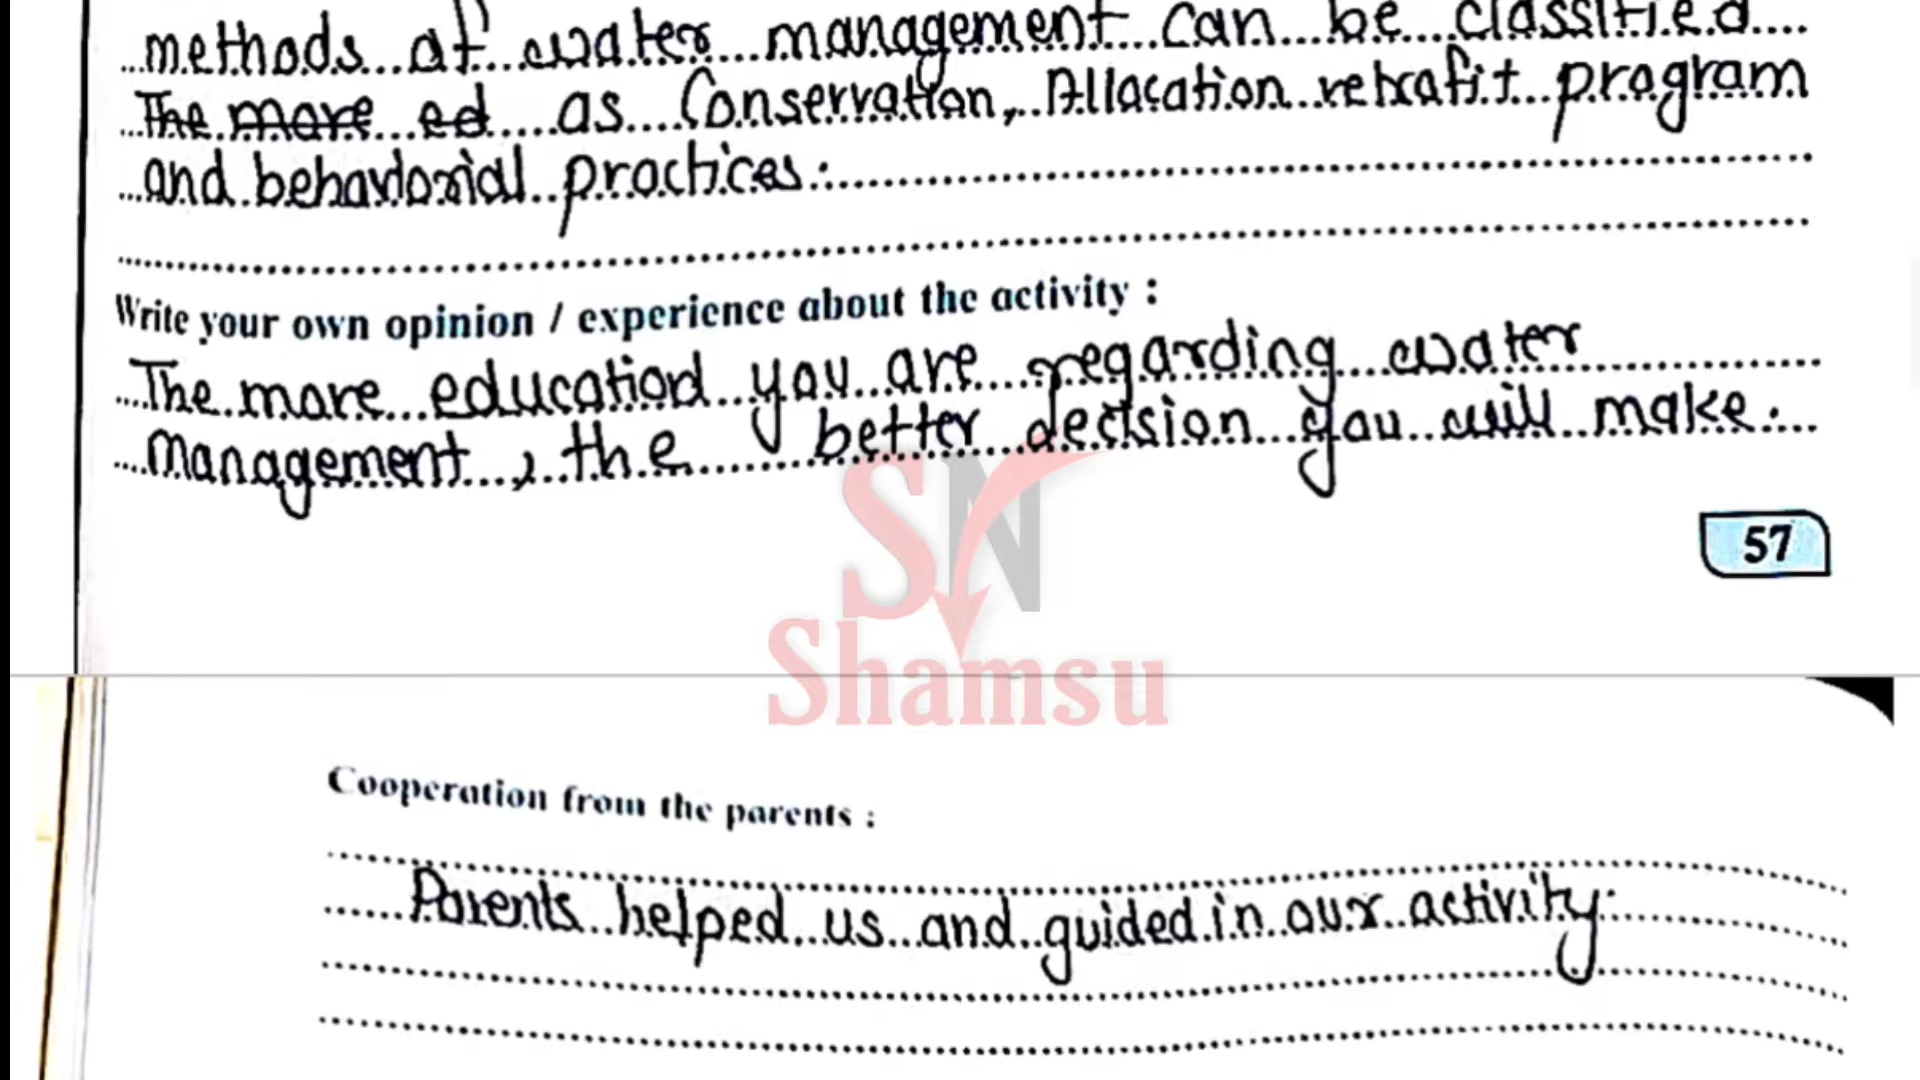 methods of water management can be classified
The more ed as Conservation, Allocation retrofit program
and behaviorial practices.
Write your own opinion / experience about the activity :
The more educatiod you are regarding water
management, the better decision you will make.
57
SN
Shamsu
Cooperation from the parents :
Parents helped us and guided in our activity.